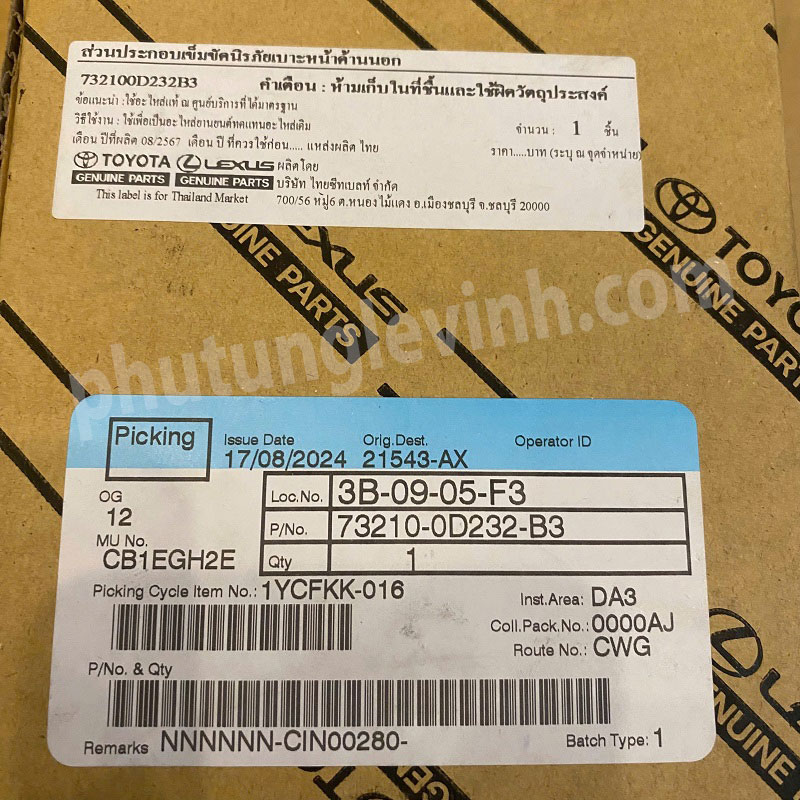 ส่วนประกอบเข็มขัดนิรภัยเบาะหน้าด้านนอก
732100D232B3 คำเตือน : ห้ามเก็บในที่ชื้นและใช้ผิดวัตถุประสงค์
ข้อแนะนำ :ใช้อะไหล่แท้ ณ ศูนย์บริการที่ได้มาตรฐาน
วิธีใช้งาน : ใช้เพื่อเป็นอะไหล่ยานยนต์ทดแทนอะไหล่เดิม จำนวน : 1 ชิ้น
เดือน ปีที่ผลิต 08/2567 เดือน ปี ที่ควรใช้ก่อน..... แหล่งผลิต ไทย ราคา.....บาท (ระบุ ณ จุดจำหน่าย)
TOYOTA LEXUS ผลิตโดย
GENUINE PARTS GENUINE PARTS บริษัท ไทยซีทเบลท์ จำกัด
This label is for Thailand Market 700/56 หมู่6 ต.หนองไม้แดง อ.เมืองชลบุรี จ.ชลบุรี 20000
LEXUS
GENUINE PARTS
TOYO
GENUINE PARTS
phutunglevinh.com
Picking Issue Date Orig.Dest. Operator ID
17/08/2024 21543-AX
OG
12
Loc.No. 3B-09-05-F3
P/No. 73210-0D232-B3
MU No.
CB1EGH2E
Qty 1
Picking Cycle Item No.: 1YCFKK-016
Inst.Area: DA3
Coll.Pack.No.: 0000AJ
Route No.: CWG
P/No. & Qty
Remarks NNNNNN-CIN00280- Batch Type: 1
LEXUS
GENUINE PARTS